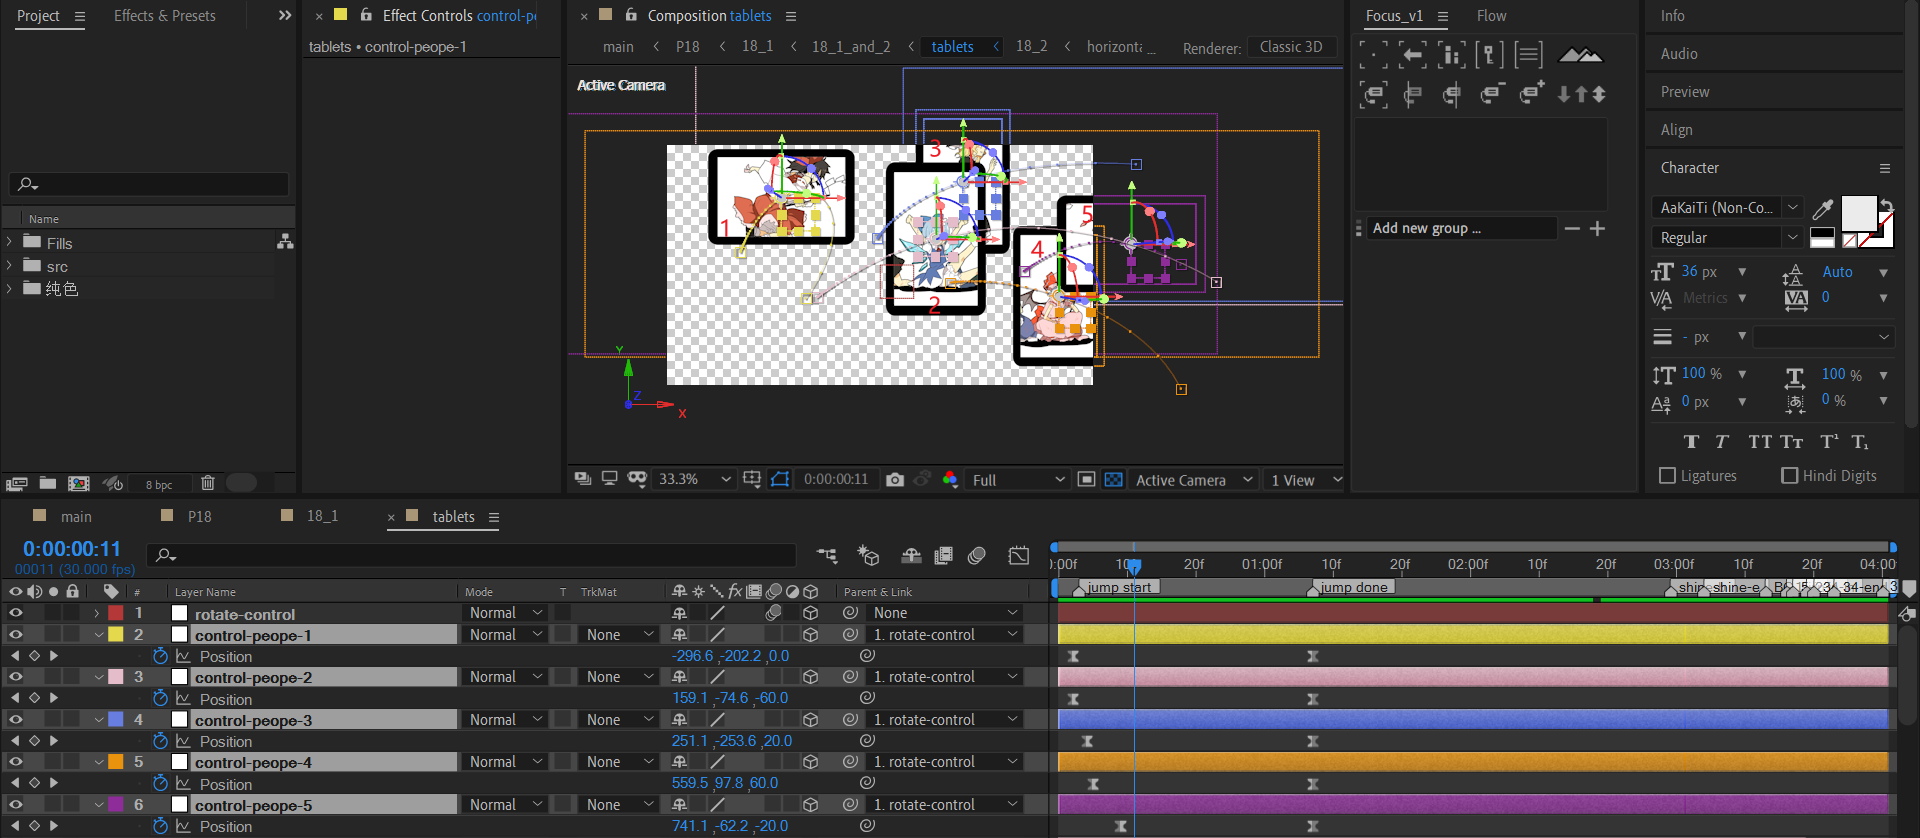 Project
Effects & Presets
Effect Controls control-pe
Composition tablets
Focus_v1
Flow
Info
tablets • control-peope-1
main
P18
18_1
18_1_and_2
tablets
18_2
horizonta ...
Renderer:
Classic 3D
Audio
Active Camera
Preview
Align
Character
3
1
2
5
4
AaKaiTi (Non-Co...
Name
Add new group ...
Regular
Fills
src
纯色
36 px
Auto
Metrics
0
- px
Y
Z
X
100 %
100 %
0 px
0 %
8 bpc
33.3%
0:00:00:11
Full
Active Camera
1 View
Ligatures
Hindi Digits
main
P18
18_1
tablets
0:00:00:11
00011 (30.000 fps)
):00f
10f
20f
01:00f
10f
20f
02:00f
10f
20f
03:00f
10f
20f
04:00
jump start
jump done
shine-e
34-en
3
#
Layer Name
Mode
T
TrkMat
Parent & Link
1
rotate-control
Normal
None
2
control-peope-1
Normal
None
1. rotate-control
Position
-296.6 ,-202.2 ,0.0
3
control-peope-2
Normal
None
1. rotate-control
Position
159.1 ,-74.6 ,-60.0
4
control-peope-3
Normal
None
1. rotate-control
Position
251.1 ,-253.6 ,20.0
5
control-peope-4
Normal
None
1. rotate-control
Position
559.5 ,97.8 ,60.0
6
control-peope-5
Normal
None
1. rotate-control
Position
741.1 ,-62.2 ,-20.0